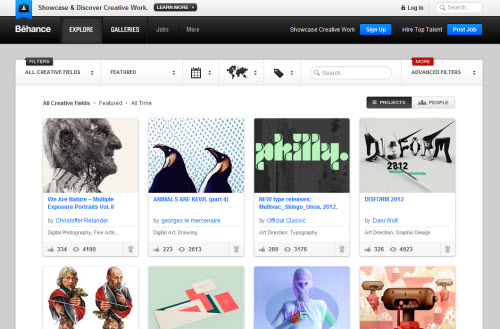 Showcase & Discover Creative Work. LEARN MORE
Log In Search...
Bēhance EXPLORE GALLERIES Jobs More Showcase Creative Work Sign Up Hire Top Talent Post Job
FILTERS MORE
ALL CREATIVE FIELDS FEATURED Search... ADVANCED FILTERS
All Creative Fields • Featured • All Time PROJECTS PEOPLE
philly.
DISFORM
2012
We Are Nature – Multiple
Exposure Portraits Vol. II
by Christoffer Relander
Digital Photography, Fine Arts..
334 4190
ANIMALS ARE KEWL (part 4)
by georges le mercenaire
Digital Art, Drawing
223 2613
NEW type releases:
Multivac_Shingo_Unoa, 2012.
by Official Classic
Art Direction, Typography
289 3176
DISFORM 2012
by Dani Wolf
Art Direction, Graphic Design
326 4923